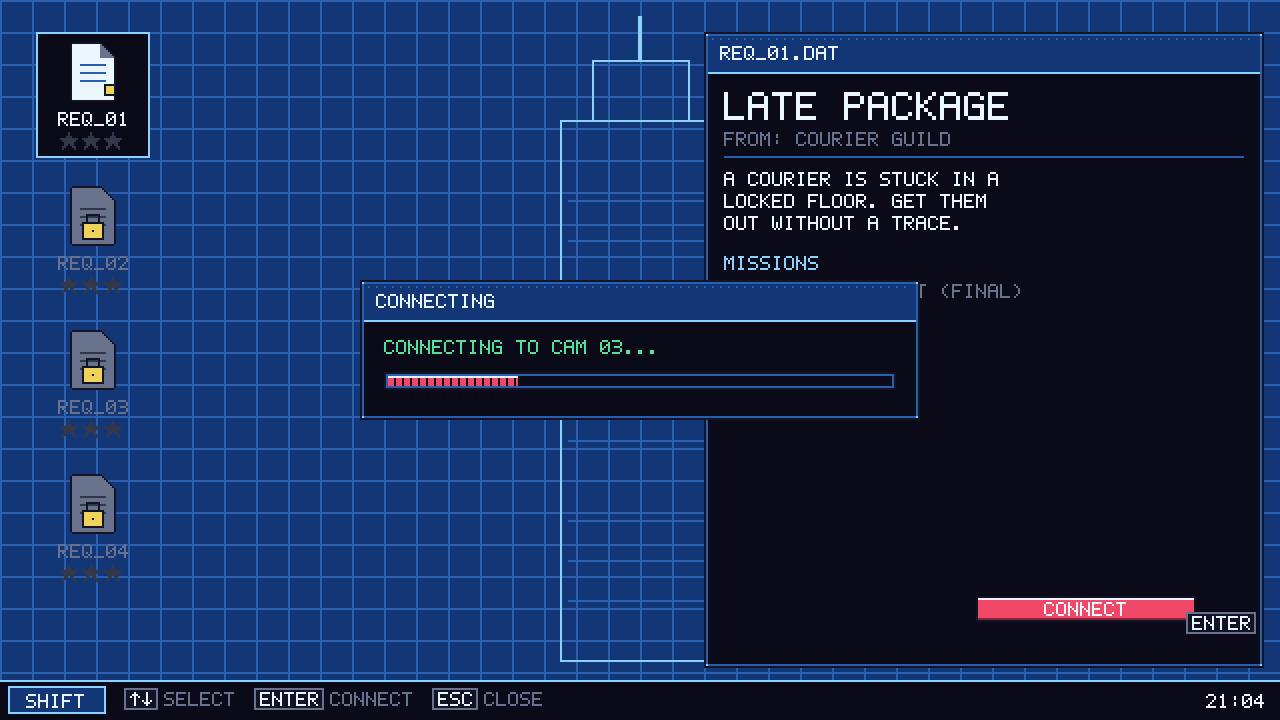 REQ_01
REQ_02
REQ_03
REQ_04
REQ_01.DAT
LATE PACKAGE
FROM: COURIER GUILD
A COURIER IS STUCK IN A
LOCKED FLOOR. GET THEM
OUT WITHOUT A TRACE.
MISSIONS
(FINAL)
CONNECTING
CONNECTING TO CAM 03...
CONNECT
ENTER
SHIFT ↑↓ SELECT ENTER CONNECT ESC CLOSE 21:04